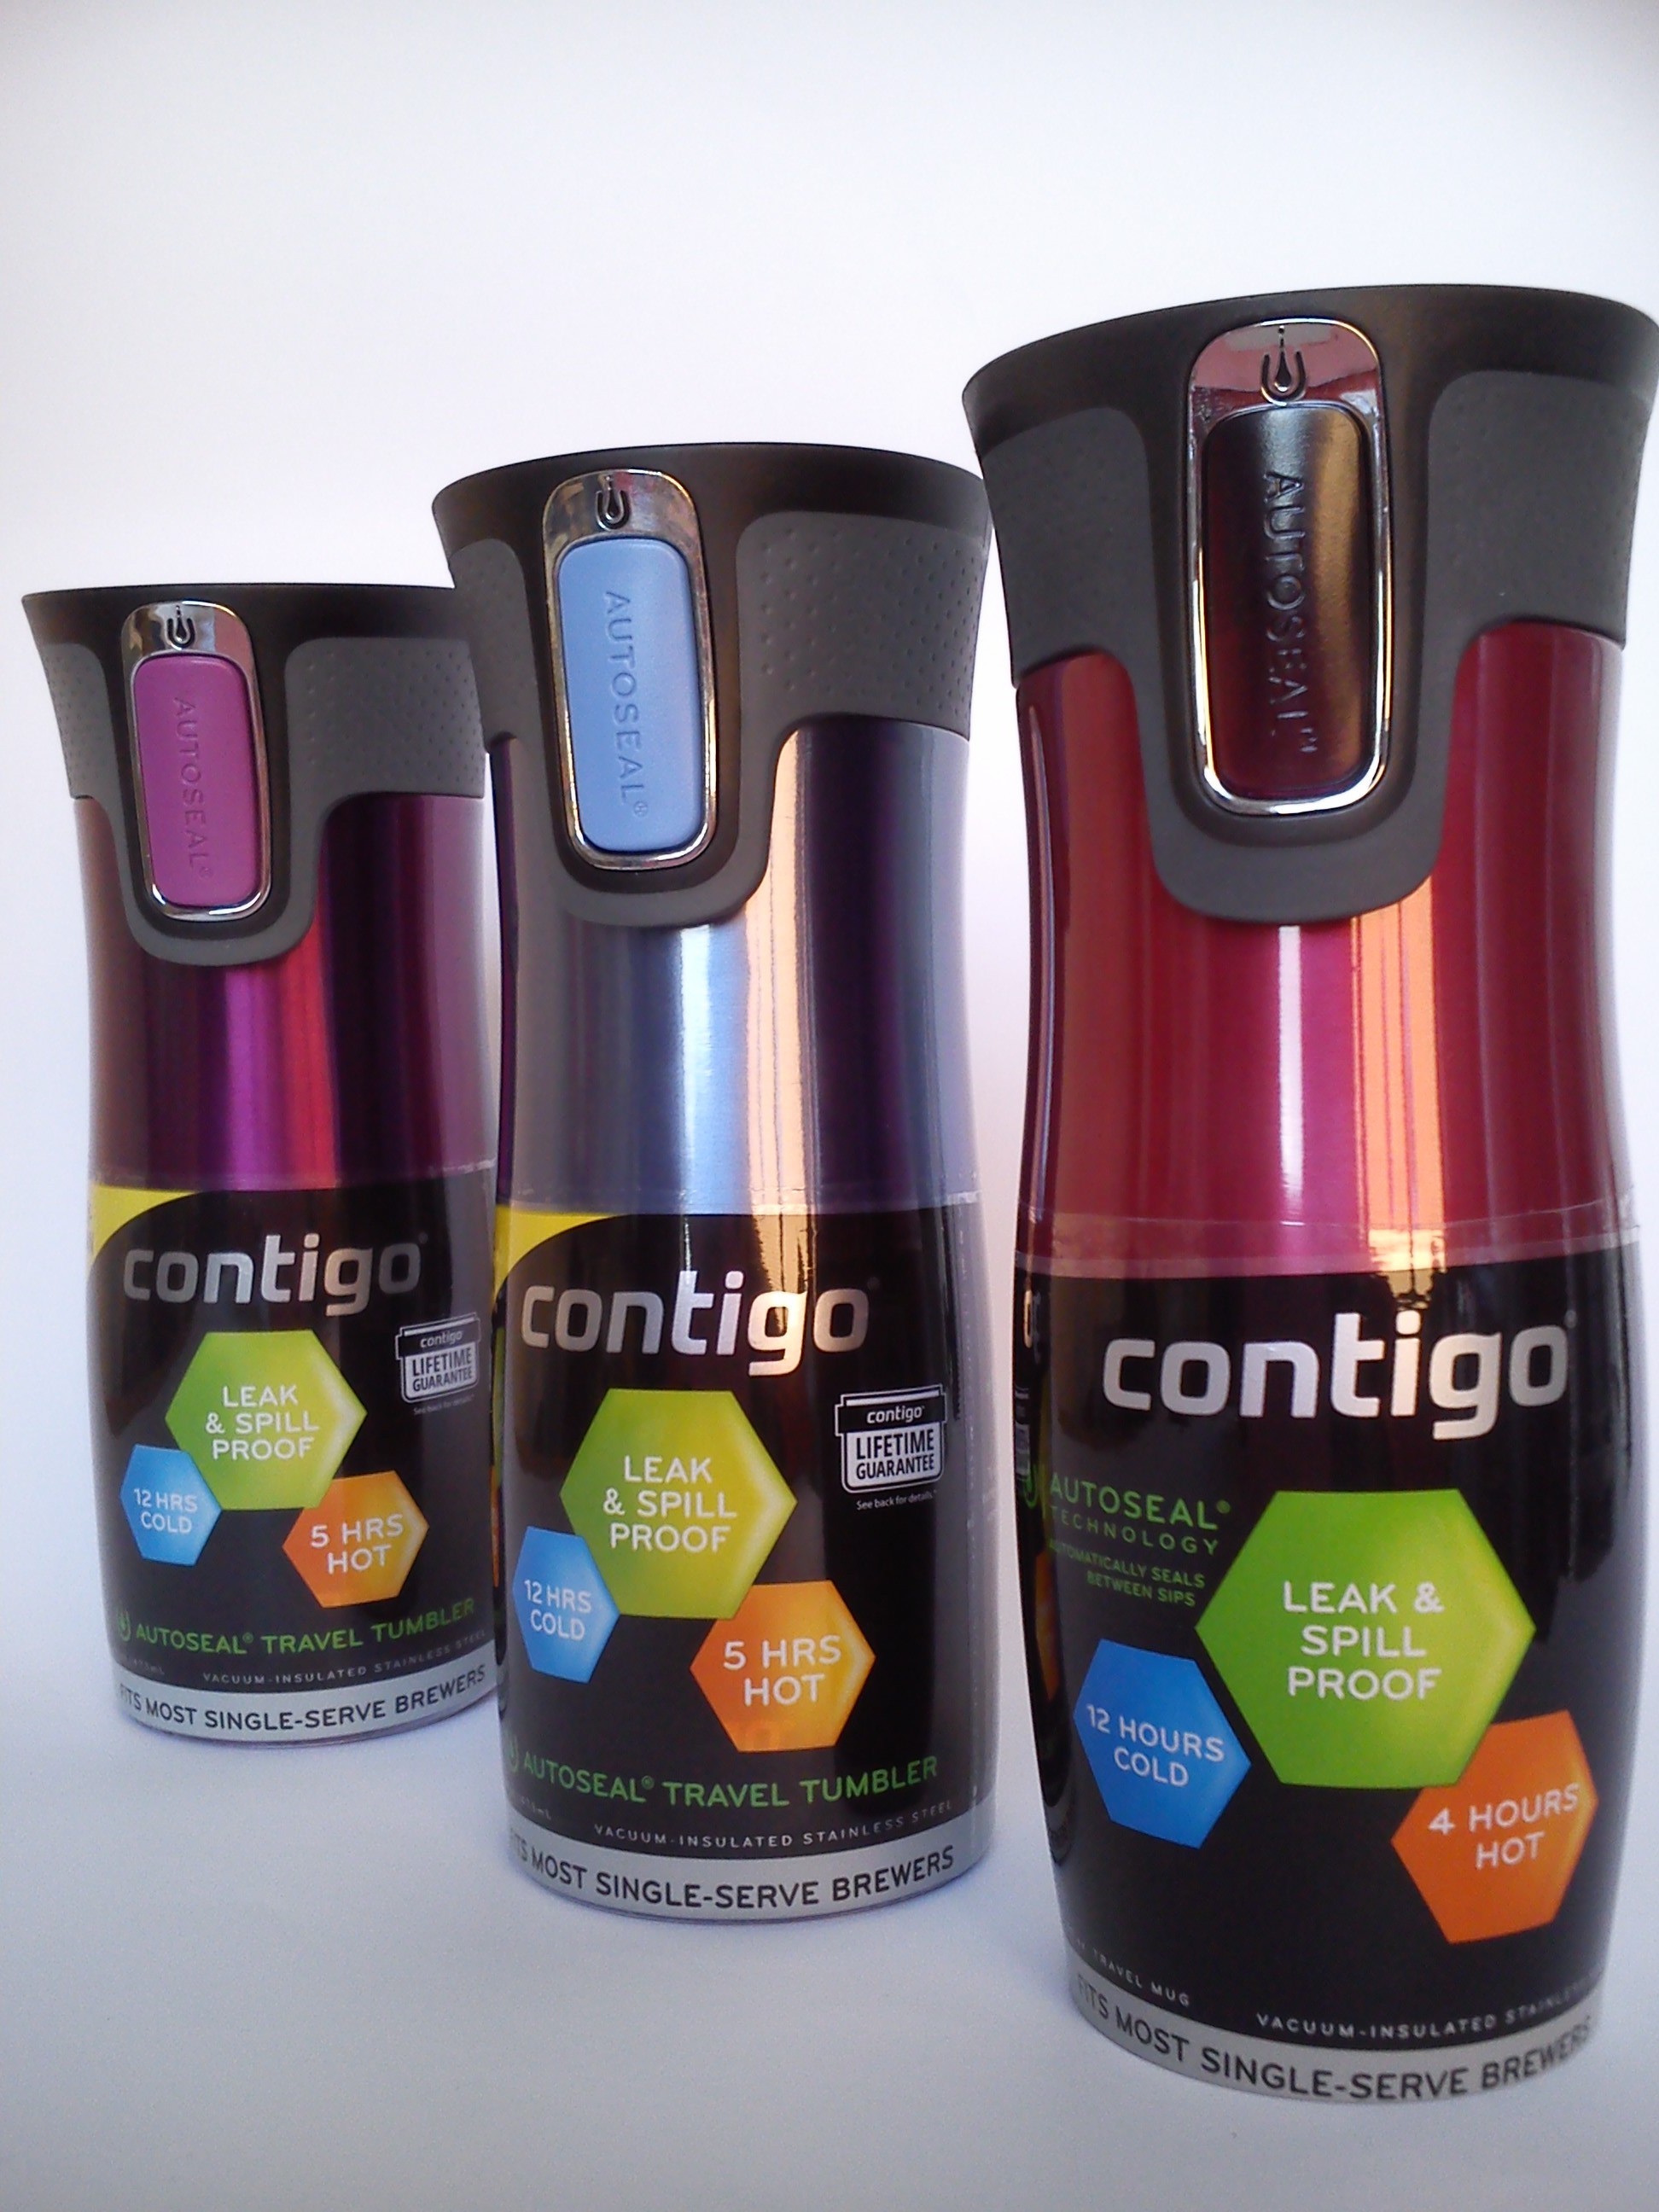 AUTOSEAL®
contigo®
contigo
LIFETIME
GUARANTEE
See back for details.
LEAK
& SPILL
PROOF
12 HRS
COLD
5 HRS
HOT
AUTOSEAL® TRAVEL TUMBLER
VACUUM-INSULATED STAINLESS STEEL
FITS MOST SINGLE-SERVE BREWERS
AUTOSEAL®
contigo®
contigo®
LIFETIME
GUARANTEE
See back for details.
LEAK
& SPILL
PROOF
12 HRS
COLD
5 HRS
HOT
AUTOSEAL® TRAVEL TUMBLER
VACUUM-INSULATED STAINLESS STEEL
MOST SINGLE-SERVE BREWERS
AUTOSEAL™
contigo®
AUTOSEAL®
TECHNOLOGY
AUTOMATICALLY SEALS
BETWEEN SIPS
LEAK &
SPILL
PROOF
12 HOURS
COLD
4 HOURS
HOT
TRAVEL MUG
VACUUM-INSULATED
FITS MOST SINGLE-SERVE BREWERS